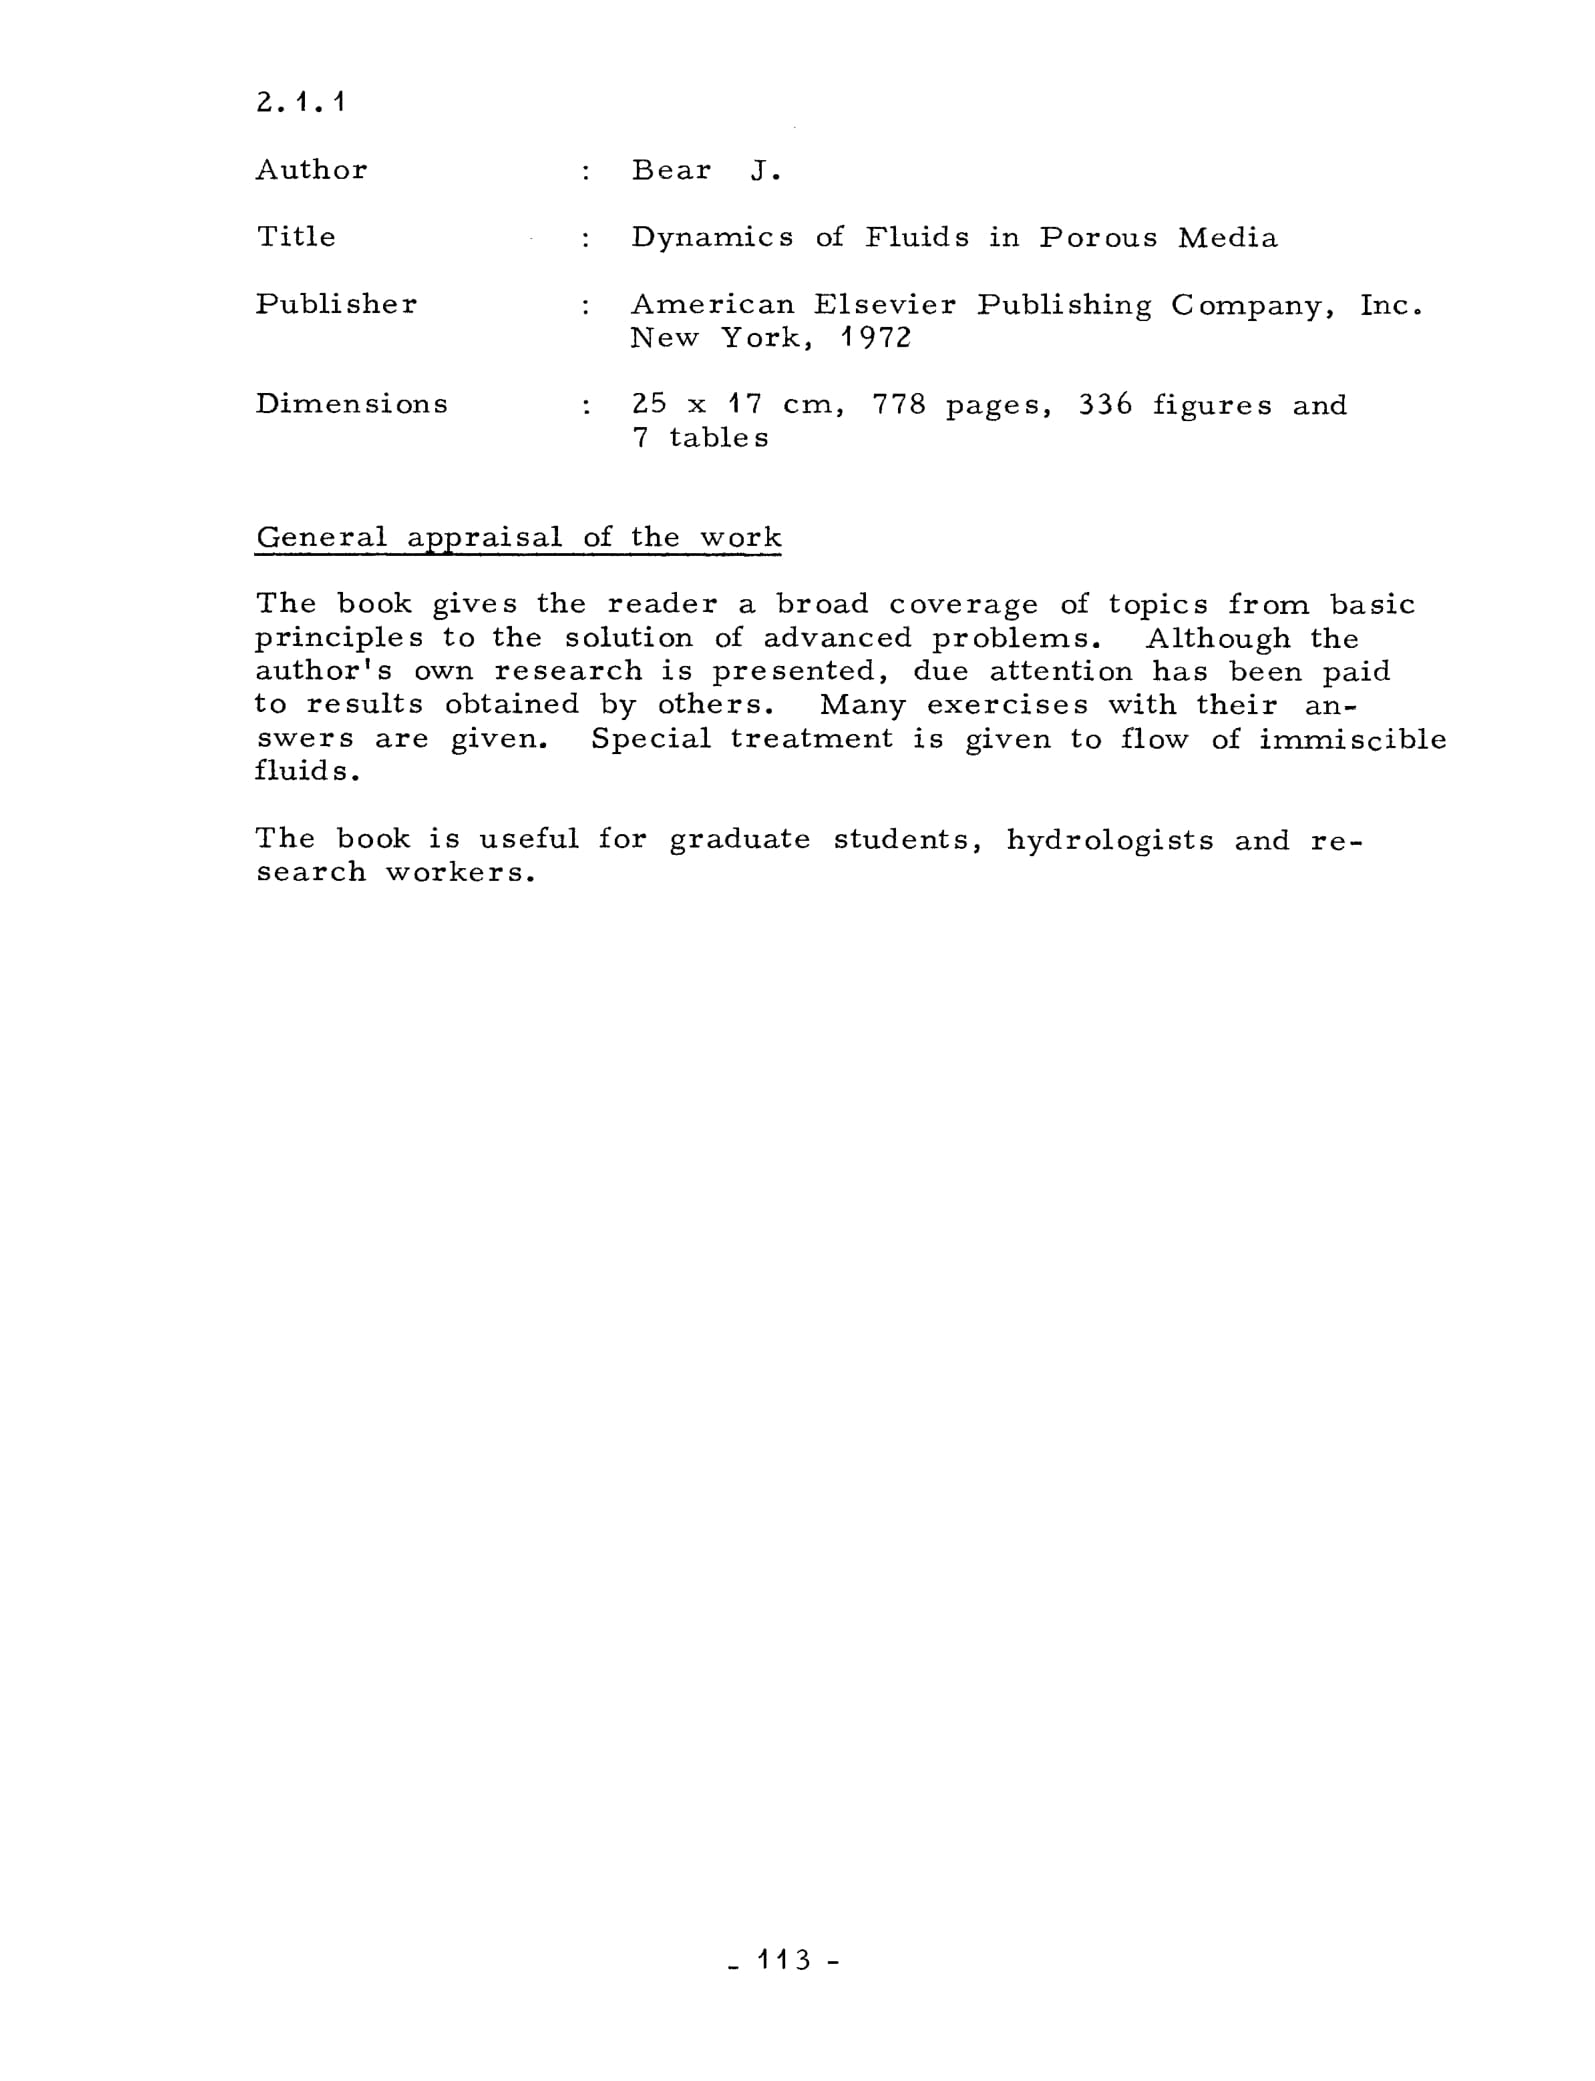 2.1.1
Author : Bear J.
Title : Dynamics of Fluids in Porous Media
Publisher : American Elsevier Publishing Company, Inc.
New York, 1972
Dimensions : 25 x 17 cm, 778 pages, 336 figures and
7 tables
General appraisal of the work
The book gives the reader a broad coverage of topics from basic
principles to the solution of advanced problems. Although the
author's own research is presented, due attention has been paid
to results obtained by others. Many exercises with their an-
swers are given. Special treatment is given to flow of immiscible
fluids.
The book is useful for graduate students, hydrologists and re-
search workers.
- 113 -